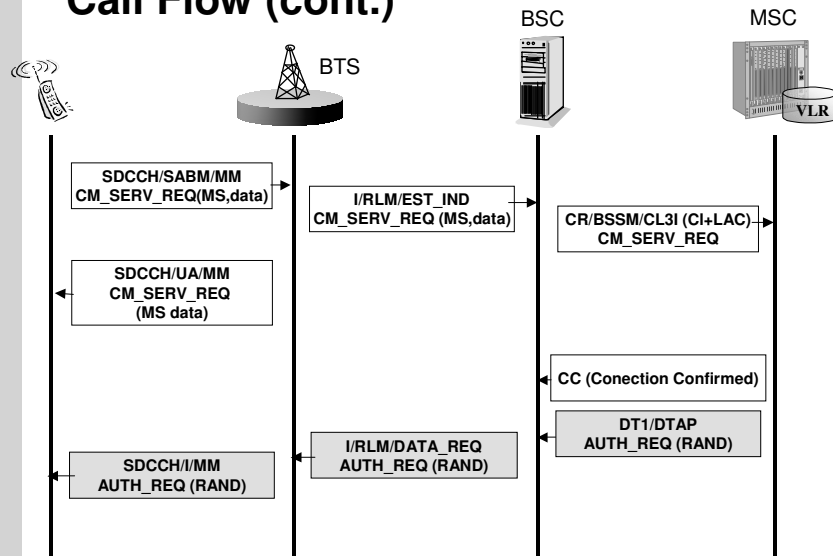 Call Flow (cont.)
BSC
MSC
BTS
VLR
SDCCH/SABM/MM
CM_SERV_REQ(MS,data)
I/RLM/EST_IND
CM_SERV_REQ (MS,data)
CR/BSSM/CL3I (CI+LAC)
CM_SERV_REQ
SDCCH/UA/MM
CM_SERV_REQ
(MS data)
CC (Conection Confirmed)
DT1/DTAP
AUTH_REQ (RAND)
I/RLM/DATA_REQ
AUTH_REQ (RAND)
SDCCH/I/MM
AUTH_REQ (RAND)